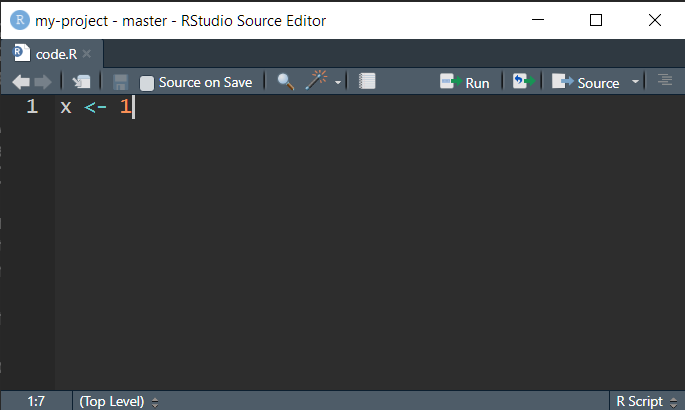 R my-project - master - RStudio Source Editor
R code.R
Source on Save Run Source
1 x <- 1
1:7 (Top Level) R Script